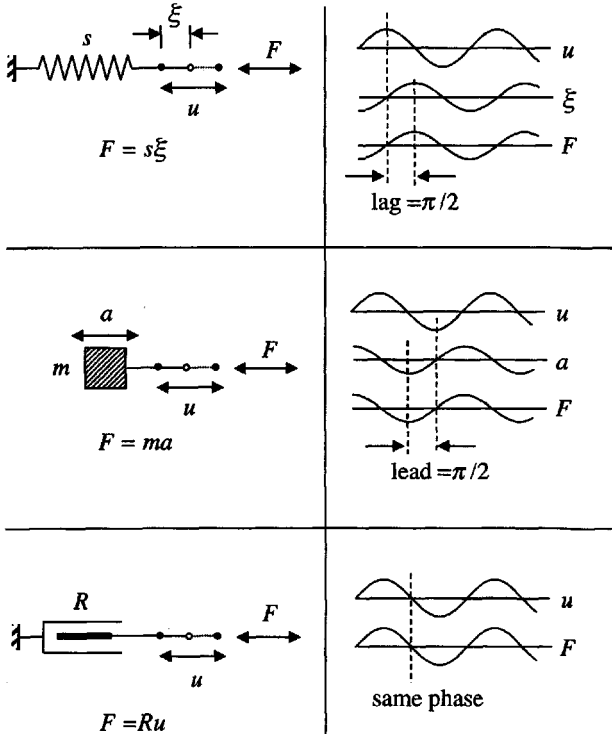 ξ
s
F
u
F = sξ
u
ξ
F
lag =π/2
a
m
F
u
F = ma
u
a
F
lead =π/2
R
F
u
F =Ru
u
F
same phase